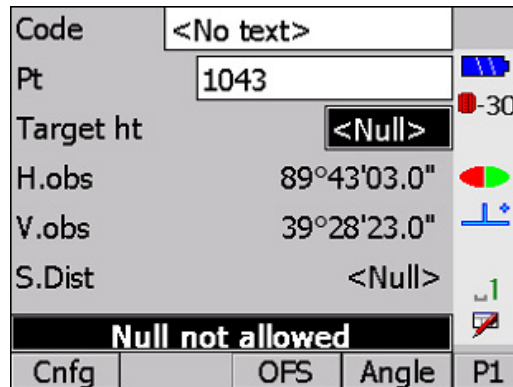 Code <No text>
Pt 1043
-30
Target ht <Null>
H.obs 89°43'03.0"
V.obs 39°28'23.0"
S.Dist <Null>
1
Null not allowed
Cnfg OFS Angle P1